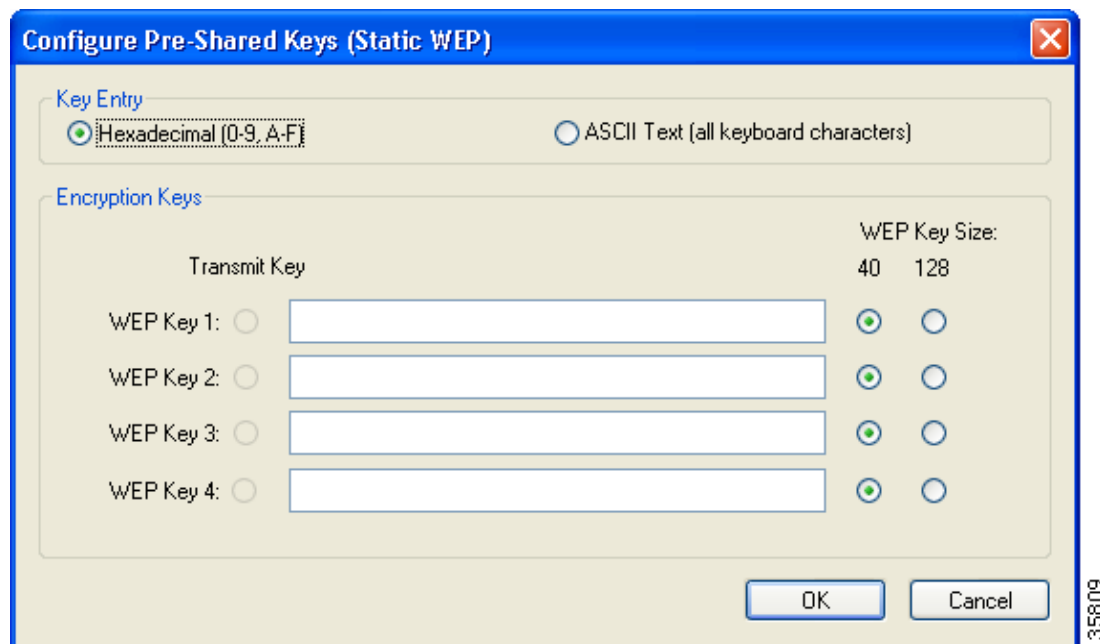 Configure Pre-Shared Keys (Static WEP)
Key Entry
Hexadecimal (0-9, A-F)
ASCII Text (all keyboard characters)
Encryption Keys
WEP Key Size:
Transmit Key
40 128
WEP Key 1:
WEP Key 2:
WEP Key 3:
WEP Key 4:
OK
Cancel
35809